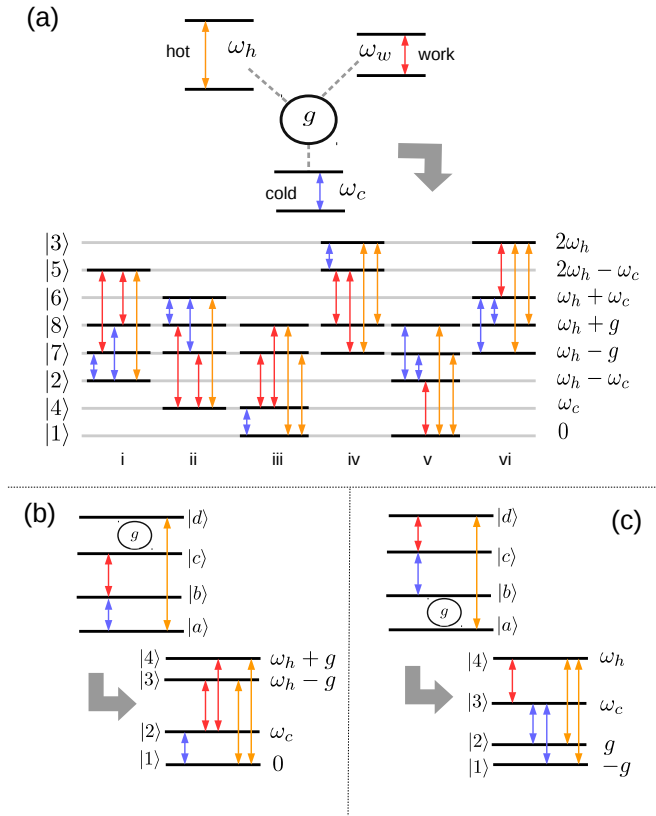 (a)
hot ω_h ω_w work
g
cold ω_c
|3⟩ 2ω_h
|5⟩ 2ω_h − ω_c
|6⟩ ω_h + ω_c
|8⟩ ω_h + g
|7⟩ ω_h − g
|2⟩ ω_h − ω_c
|4⟩ ω_c
|1⟩ 0
i ii iii iv v vi
(b)
|d⟩
g
|c⟩
|b⟩
|a⟩
|4⟩ ω_h + g
|3⟩ ω_h − g
|2⟩ ω_c
|1⟩ 0
(c)
|d⟩
|c⟩
|b⟩
g
|a⟩
|4⟩ ω_h
|3⟩ ω_c
|2⟩ g
|1⟩ −g